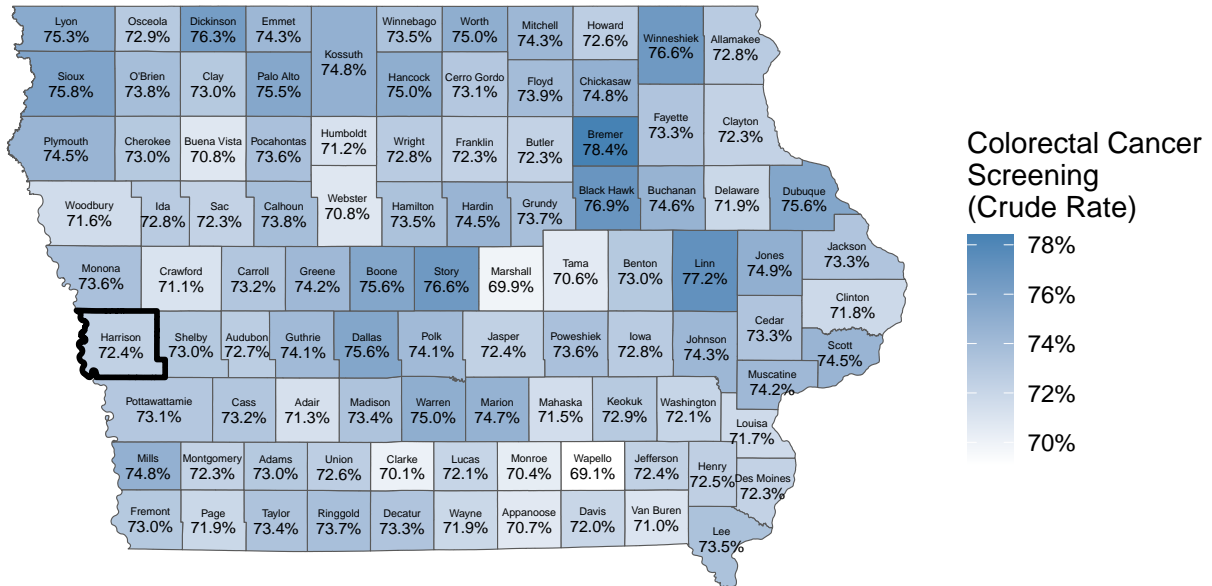 Lyon
75.3%
Osceola
72.9%
Dickinson
76.3%
Emmet
74.3%
Winnebago
73.5%
Worth
75.0%
Mitchell
74.3%
Howard
72.6%
Winneshiek
76.6%
Allamakee
72.8%
Kossuth
74.8%
Sioux
75.8%
O'Brien
73.8%
Clay
73.0%
Palo Alto
75.5%
Hancock
75.0%
Cerro Gordo
73.1%
Floyd
73.9%
Chickasaw
74.8%
Fayette
73.3%
Clayton
72.3%
Plymouth
74.5%
Cherokee
73.0%
Buena Vista
70.8%
Pocahontas
73.6%
Humboldt
71.2%
Wright
72.8%
Franklin
72.3%
Butler
72.3%
Bremer
78.4%
Woodbury
71.6%
Ida
72.8%
Sac
72.3%
Calhoun
73.8%
Webster
70.8%
Hamilton
73.5%
Hardin
74.5%
Grundy
73.7%
Black Hawk
76.9%
Buchanan
74.6%
Delaware
71.9%
Dubuque
75.6%
Monona
73.6%
Crawford
71.1%
Carroll
73.2%
Greene
74.2%
Boone
75.6%
Story
76.6%
Marshall
69.9%
Tama
70.6%
Benton
73.0%
Linn
77.2%
Jones
74.9%
Jackson
73.3%
Clinton
71.8%
Harrison
72.4%
Shelby
73.0%
Audubon
72.7%
Guthrie
74.1%
Dallas
75.6%
Polk
74.1%
Jasper
72.4%
Poweshiek
73.6%
Iowa
72.8%
Johnson
74.3%
Cedar
73.3%
Scott
74.5%
Muscatine
74.2%
Pottawattamie
73.1%
Cass
73.2%
Adair
71.3%
Madison
73.4%
Warren
75.0%
Marion
74.7%
Mahaska
71.5%
Keokuk
72.9%
Washington
72.1%
Louisa
71.7%
Mills
74.8%
Montgomery
72.3%
Adams
73.0%
Union
72.6%
Clarke
70.1%
Lucas
72.1%
Monroe
70.4%
Wapello
69.1%
Jefferson
72.4%
Henry
72.5%
Des Moines
72.3%
Fremont
73.0%
Page
71.9%
Taylor
73.4%
Ringgold
73.7%
Decatur
73.3%
Wayne
71.9%
Appanoose
70.7%
Davis
72.0%
Van Buren
71.0%
Lee
73.5%
Colorectal Cancer
Screening
(Crude Rate)
78%
76%
74%
72%
70%